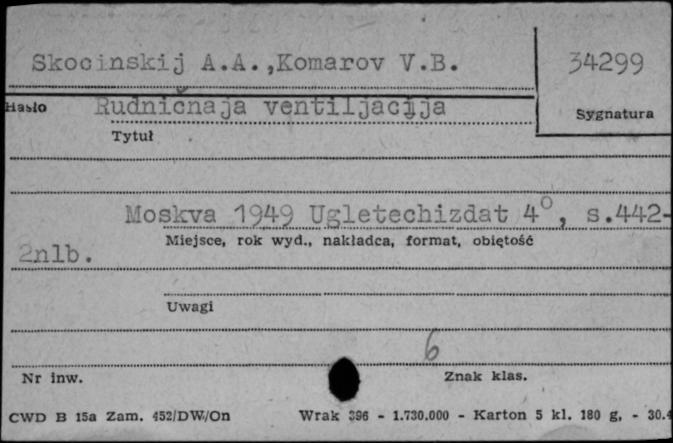 Skocinskij A.A.,Komarov V.B.
34299
Hasło
Rudničnaja ventiljacija
Sygnatura
Tytuł
Moskva 1949 Ugletechizdat 4°, s.442-
Miejsce, rok wyd., nakładca, format, objętość
2nlb.
Uwagi
6
Nr inw.
Znak klas.
CWD B 15a Zam. 452/DW/On
Wrak 396 - 1.730.000 - Karton 5 kl. 180 g, - 30.4